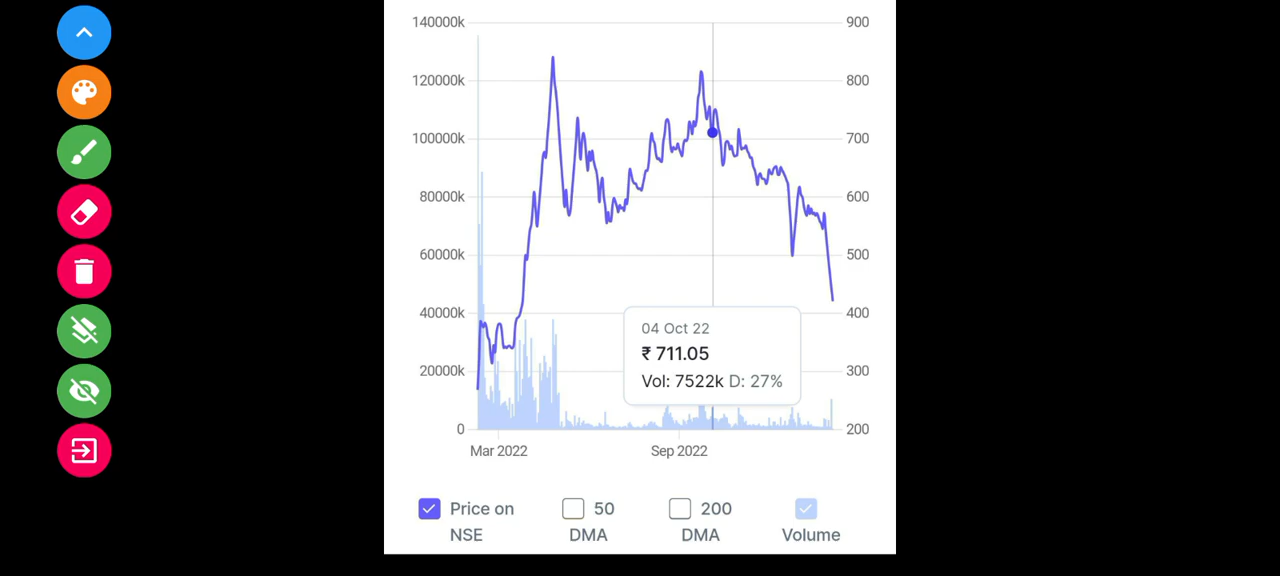 140000k 900
120000k 800
100000k 700
80000k 600
60000k 500
40000k 400
04 Oct 22
₹ 711.05
20000k 300
Vol: 7522k D: 27%
0 200
Mar 2022 Sep 2022
Price on NSE
50 DMA
200 DMA
Volume